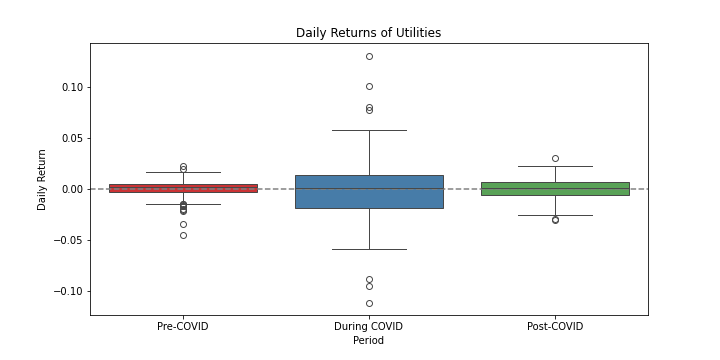 Daily Returns of Utilities
Daily Return
0.10
0.05
0.00
−0.05
−0.10
Pre-COVID
During COVID
Post-COVID
Period